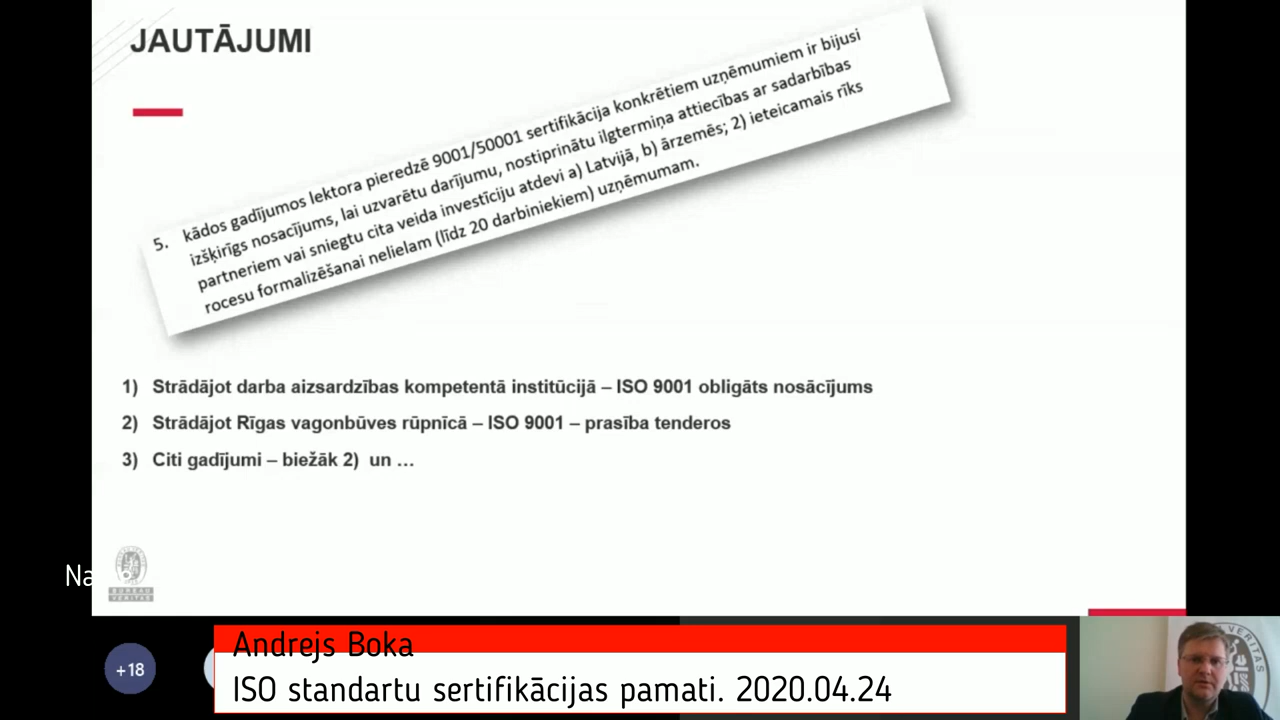 JAUTĀJUMI
5. kādos gadījumos lektora pieredzē 9001/50001 sertifikācija konkrētiem uzņēmumiem ir bijusi
izšķirīgs nosacījums, lai uzvarētu darījumu, nostiprinātu ilgtermiņa attiecības ar sadarbības
partneriem vai sniegtu cita veida investīciju atdevi a) Latvijā, b) ārzemēs; 2) ieteicamais rīks
rocesu formalizēšanai nelielam (līdz 20 darbiniekiem) uzņēmumam.
1) Strādājot darba aizsardzības kompetentā institūcijā – ISO 9001 obligāts nosācījums
2) Strādājot Rīgas vagonbūves rūpnīcā – ISO 9001 – prasība tenderos
3) Citi gadījumi – biežāk 2) un ...
Na
BUREAU
VERITAS
+18
Andrejs Boka
ISO standartu sertifikācijas pamati. 2020.04.24